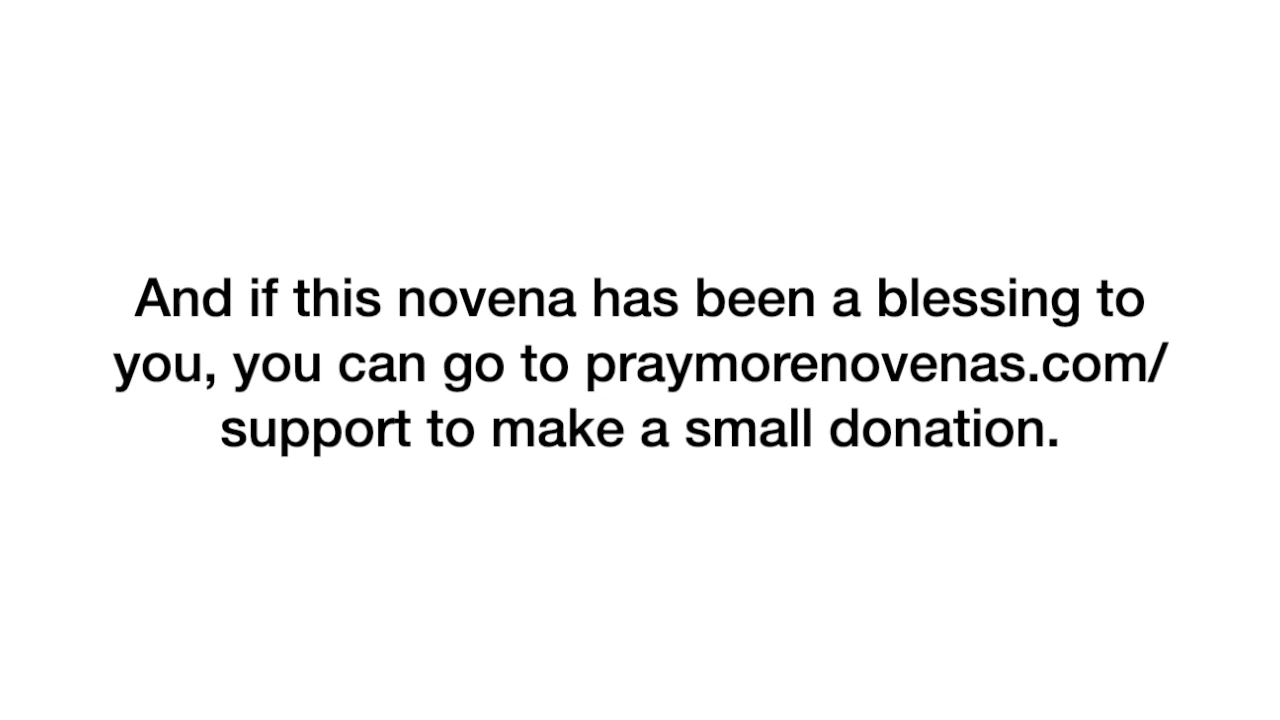 And if this novena has been a blessing to
you, you can go to praymorenovenas.com/
support to make a small donation.